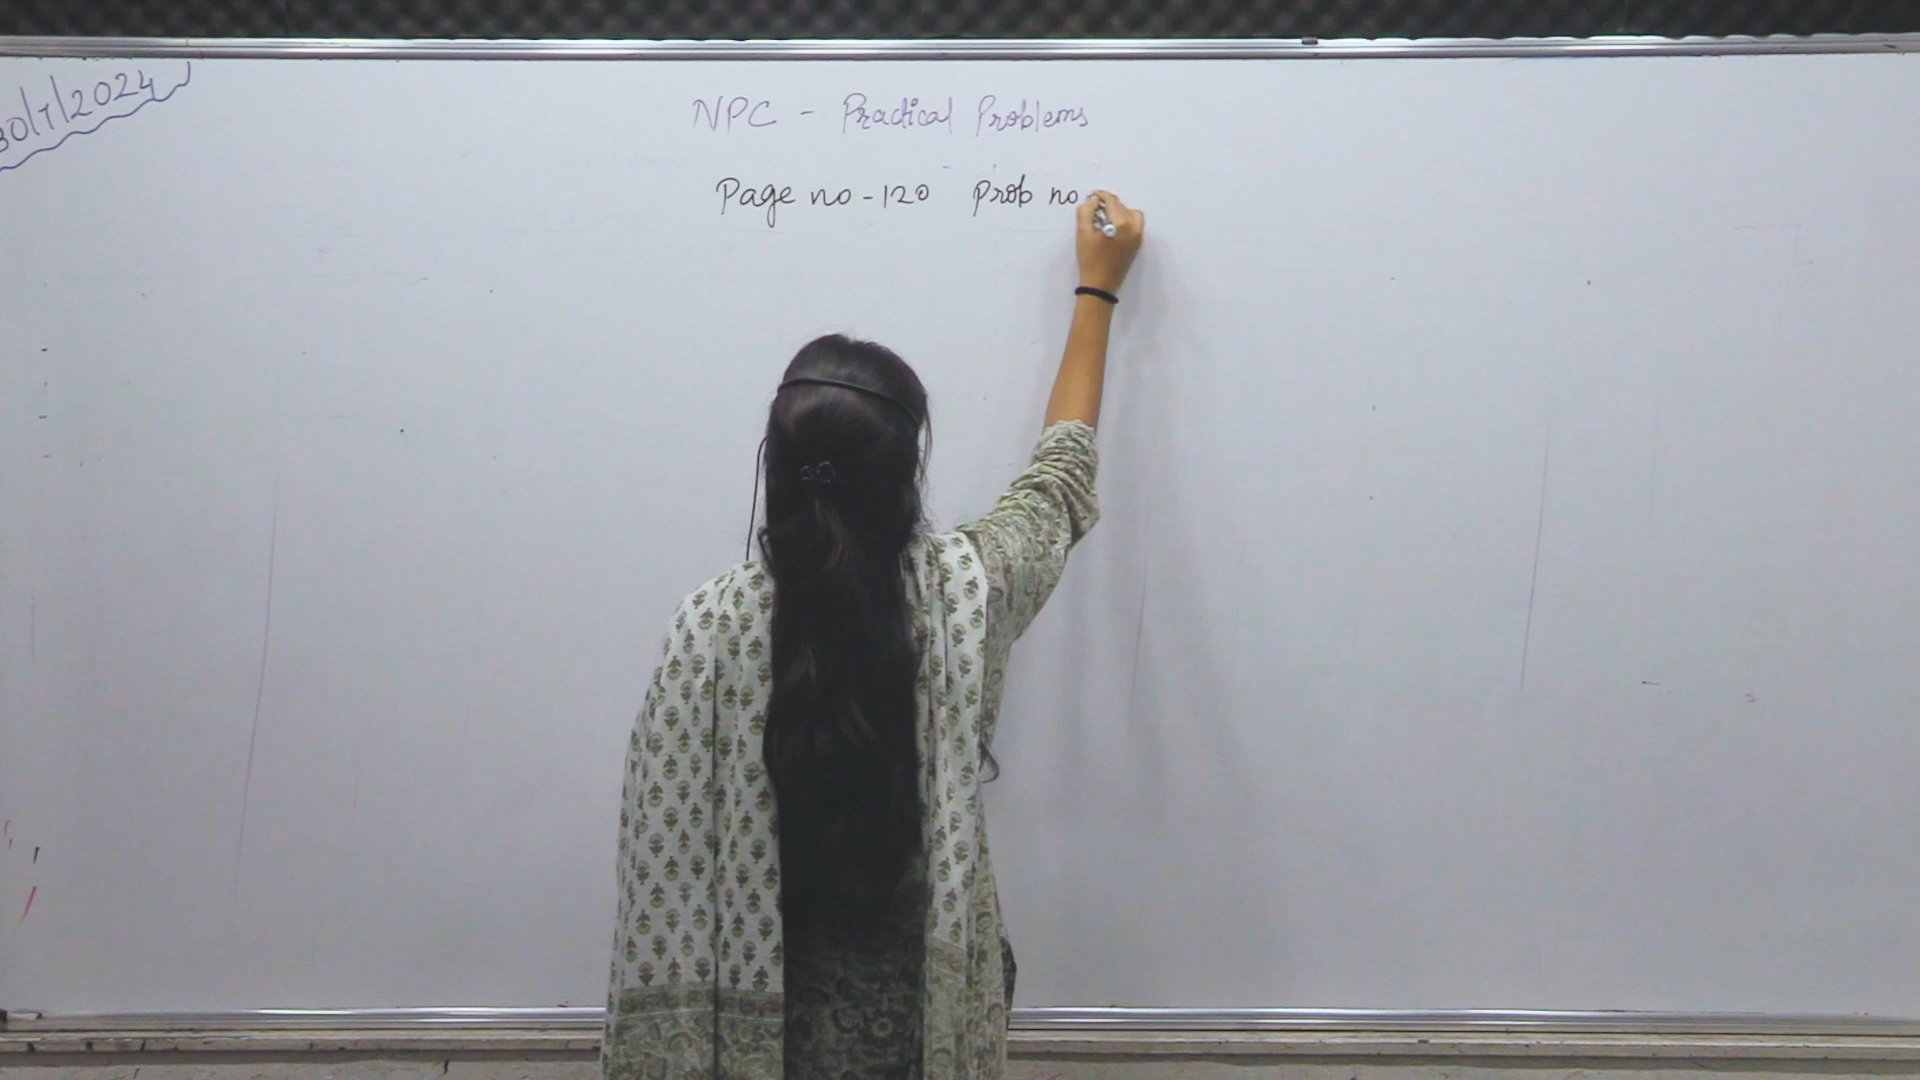 30/7/2024
NPC - Practical Problems
Page no - 120 Prob no